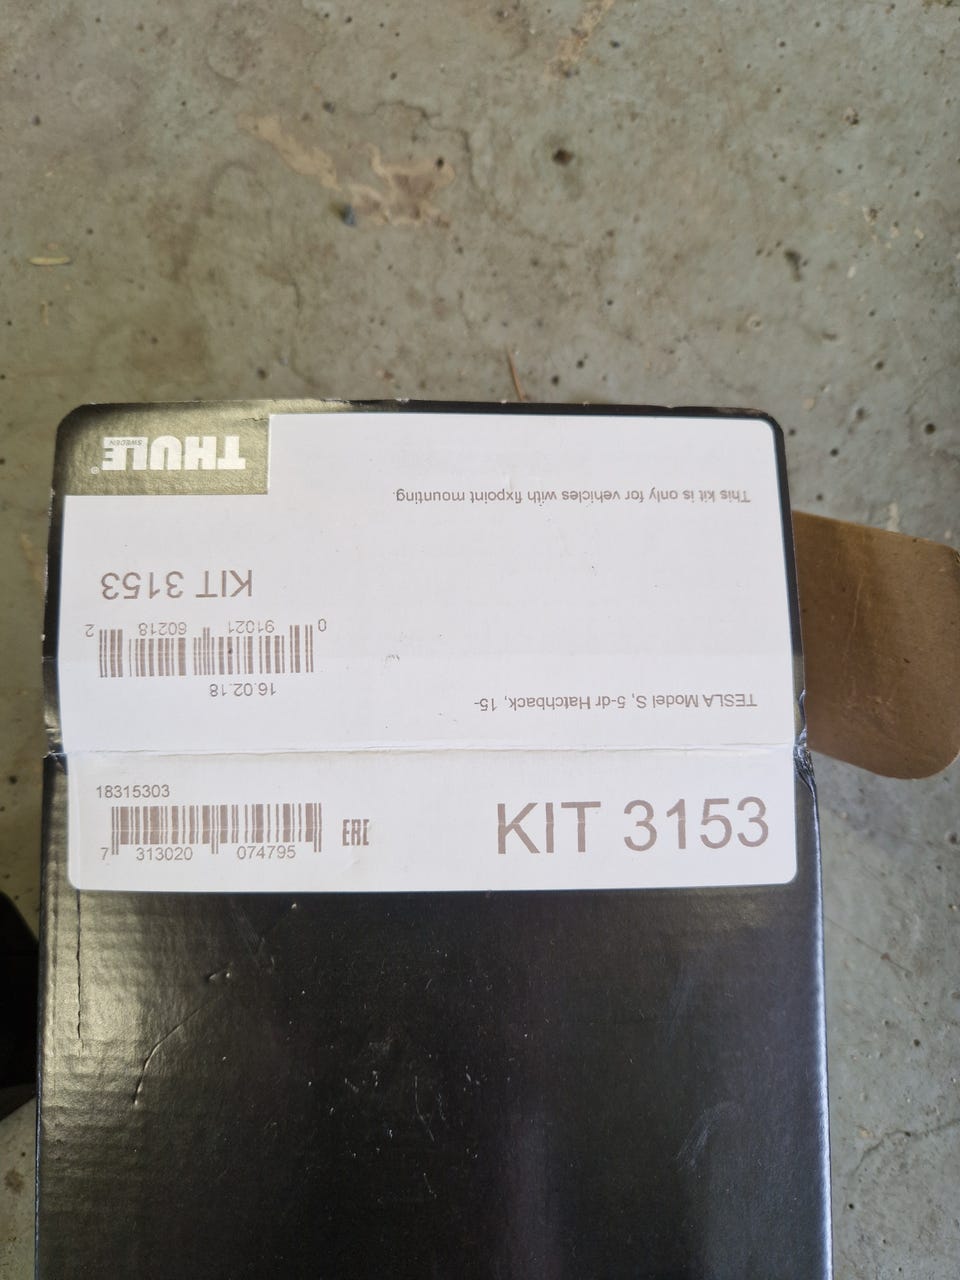 THULE®
SWEDEN
This kit is only for vehicles with fixpoint mounting.
KIT 3153
0 91021 60218 2
16.02.18
TESLA Model S, 5-dr Hatchback, 15-
18315303
7 313020 074795
EAC
KIT 3153